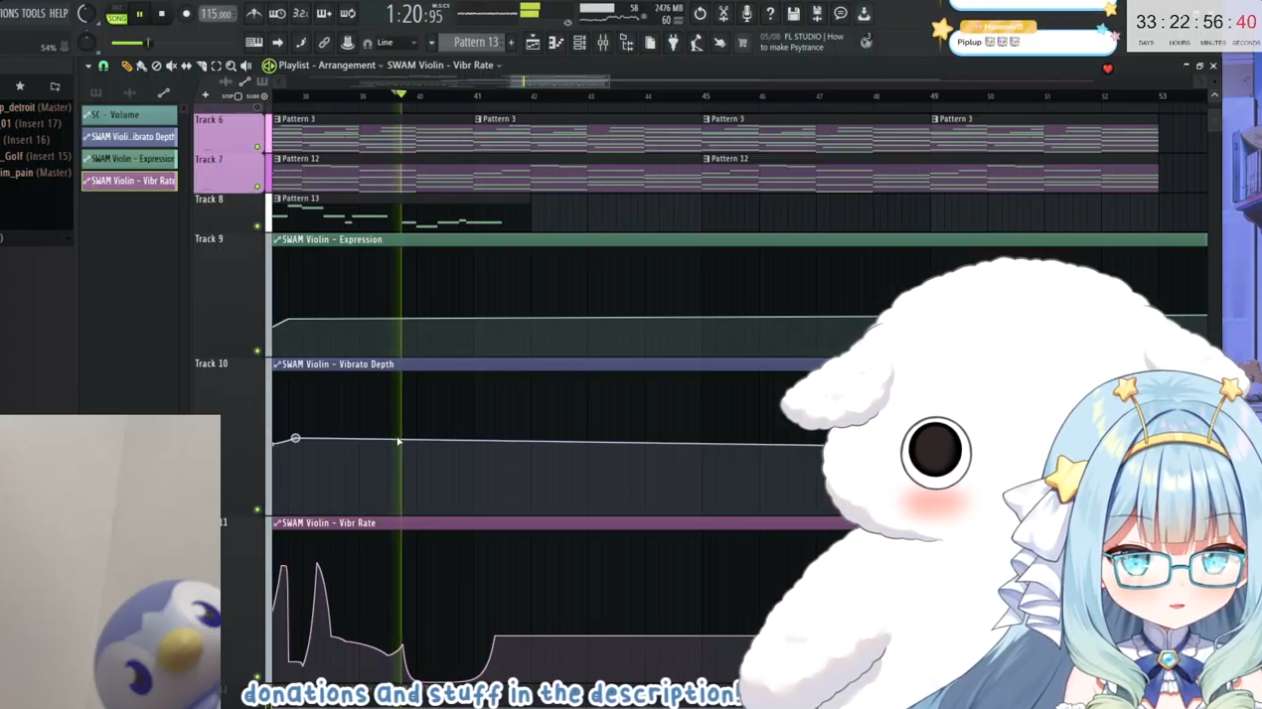 IONS TOOLS HELP
SONG
115.000
3 2 1
1:20:95
M:S:CS
58
2476 MB
60
54%
Line
Pattern 13
05/08 FL STUDIO | How
to make Psytrance
Piplup
33 : 22 : 56 : 40
DAYS HOURS MINUTES SECONDS
Playlist - Arrangement SWAM Violin - Vibr Rate
p_detroil (Master)
_01 (Insert 17)
(Insert 16)
_Golf (Insert 15)
im_pain (Master)
SC - Volume
SWAM Violi..ibrato Depth
SWAM Violin - Expression
SWAM Violin - Vibr Rate
38 39 40 41 42 43 44 45 46 47 48 49 50 51 52 53
Track 6
Pattern 3
Pattern 3
Pattern 3
Pattern 3
Track 7
Pattern 12
Pattern 12
Track 8
Pattern 13
Track 9
SWAM Violin - Expression
Track 10
SWAM Violin - Vibrato Depth
11
SWAM Violin - Vibr Rate
donations and stuff in the description!